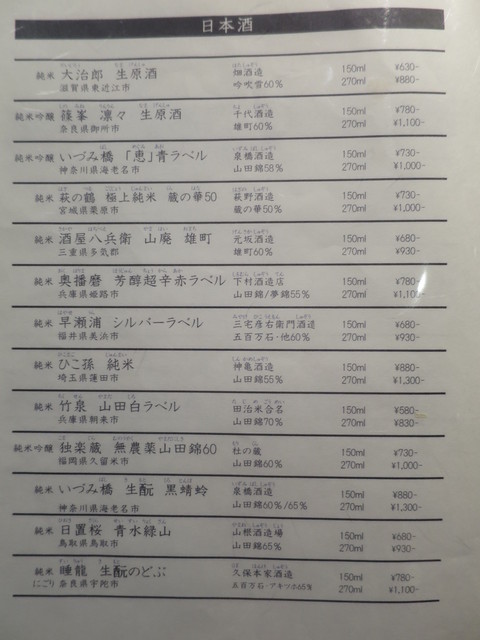 日本酒
純米 大治郎 生原酒 畑酒造 150ml ¥630-
滋賀県東近江市 吟吹雪60% 270ml ¥880-
純米吟醸 篠峯 凛々 生原酒 千代酒造 150ml ¥780-
奈良県御所市 雄町60% 270ml ¥1,100-
純米吟醸 いづみ橋 「恵」青ラベル 泉橋酒造 150ml ¥730-
神奈川県海老名市 山田錦58% 270ml ¥1,000-
純米 萩の鶴 極上純米 蔵の華50 萩野酒造 150ml ¥730-
宮城県栗原市 蔵の華50% 270ml ¥1,000-
純米 酒屋八兵衛 山廃 雄町 元坂酒造 150ml ¥680-
三重県多気郡 雄町60% 270ml ¥930-
純米 奥播磨 芳醇超辛赤ラベル 下村酒造店 150ml ¥780-
兵庫県姫路市 山田錦/夢錦55% 270ml ¥1,100-
純米 早瀬浦 シルバーラベル 三宅彦右衛門酒造 150ml ¥680-
福井県美浜市 五百万石・他60% 270ml ¥930-
純米 ひこ孫 純米 神亀酒造 150ml ¥880-
埼玉県蓮田市 山田錦55% 270ml ¥1,300-
純米 竹泉 山田白ラベル 田治米合名 150ml ¥580-
兵庫県朝来市 山田錦70% 270ml ¥830-
純米吟醸 独楽蔵 無農薬山田錦60 杜の蔵 150ml ¥730-
福岡県久留米市 山田錦60% 270ml ¥1,000-
純米 いづみ橋 生酛 黒蜻蛉 泉橋酒造 150ml ¥880-
神奈川県海老名市 山田錦60%/65% 270ml ¥1,300-
純米 日置桜 青水緑山 山根酒造場 150ml ¥680-
鳥取県鳥取市 山田錦65% 270ml ¥930-
純米 睡龍 生酛のどぶ 久保本家酒造 150ml ¥780-
にごり 奈良県宇陀市 五百万石・アキツホ65% 270ml ¥1,100-